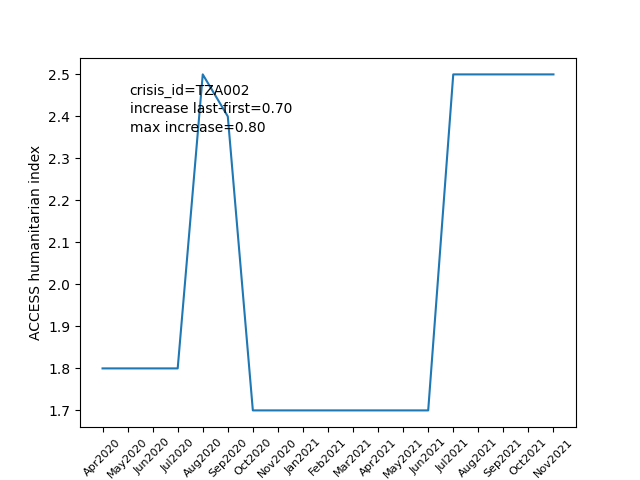 crisis_id=TZA002
increase last-first=0.70
max increase=0.80
ACCESS humanitarian index
2.5
2.4
2.3
2.2
2.1
2.0
1.9
1.8
1.7
Apr2020
May2020
Jun2020
Jul2020
Aug2020
Sep2020
Oct2020
Nov2020
Jan2021
Feb2021
Mar2021
Apr2021
May2021
Jun2021
Jul2021
Aug2021
Sep2021
Oct2021
Nov2021